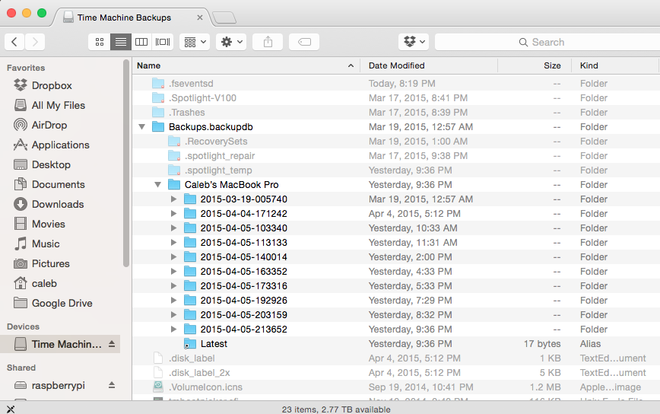 Time Machine Backups
Search
Favorites
Dropbox
All My Files
AirDrop
Applications
Desktop
Documents
Downloads
Movies
Music
Pictures
caleb
Google Drive
Devices
Time Machin...
Shared
raspberrypi
Name Date Modified Size Kind
.fseventsd Today, 8:19 PM -- Folder
.Spotlight-V100 Mar 17, 2015, 8:41 PM -- Folder
.Trashes Mar 17, 2015, 8:39 PM -- Folder
Backups.backupdb Mar 19, 2015, 12:57 AM -- Folder
.RecoverySets Mar 19, 2015, 1:00 AM -- Folder
.spotlight_repair Mar 17, 2015, 9:38 PM -- Folder
.spotlight_temp Yesterday, 9:36 PM -- Folder
Caleb's MacBook Pro Yesterday, 9:36 PM -- Folder
2015-03-19-005740 Mar 19, 2015, 12:57 AM -- Folder
2015-04-04-171242 Apr 4, 2015, 5:12 PM -- Folder
2015-04-05-103340 Yesterday, 10:33 AM -- Folder
2015-04-05-113133 Yesterday, 11:31 AM -- Folder
2015-04-05-140014 Yesterday, 2:00 PM -- Folder
2015-04-05-163352 Yesterday, 4:33 PM -- Folder
2015-04-05-173316 Yesterday, 5:33 PM -- Folder
2015-04-05-192926 Yesterday, 7:29 PM -- Folder
2015-04-05-203159 Yesterday, 8:32 PM -- Folder
2015-04-05-213652 Yesterday, 9:36 PM -- Folder
Latest Yesterday, 9:36 PM 17 bytes Alias
.disk_label Apr 4, 2015, 5:12 PM 1 KB TextEd...ument
.disk_label_2x Apr 4, 2015, 5:12 PM 5 KB TextEd...ument
.VolumeIcon.icns Sep 19, 2014, 10:41 PM 1.2 MB Apple...image
23 items, 2.77 TB available